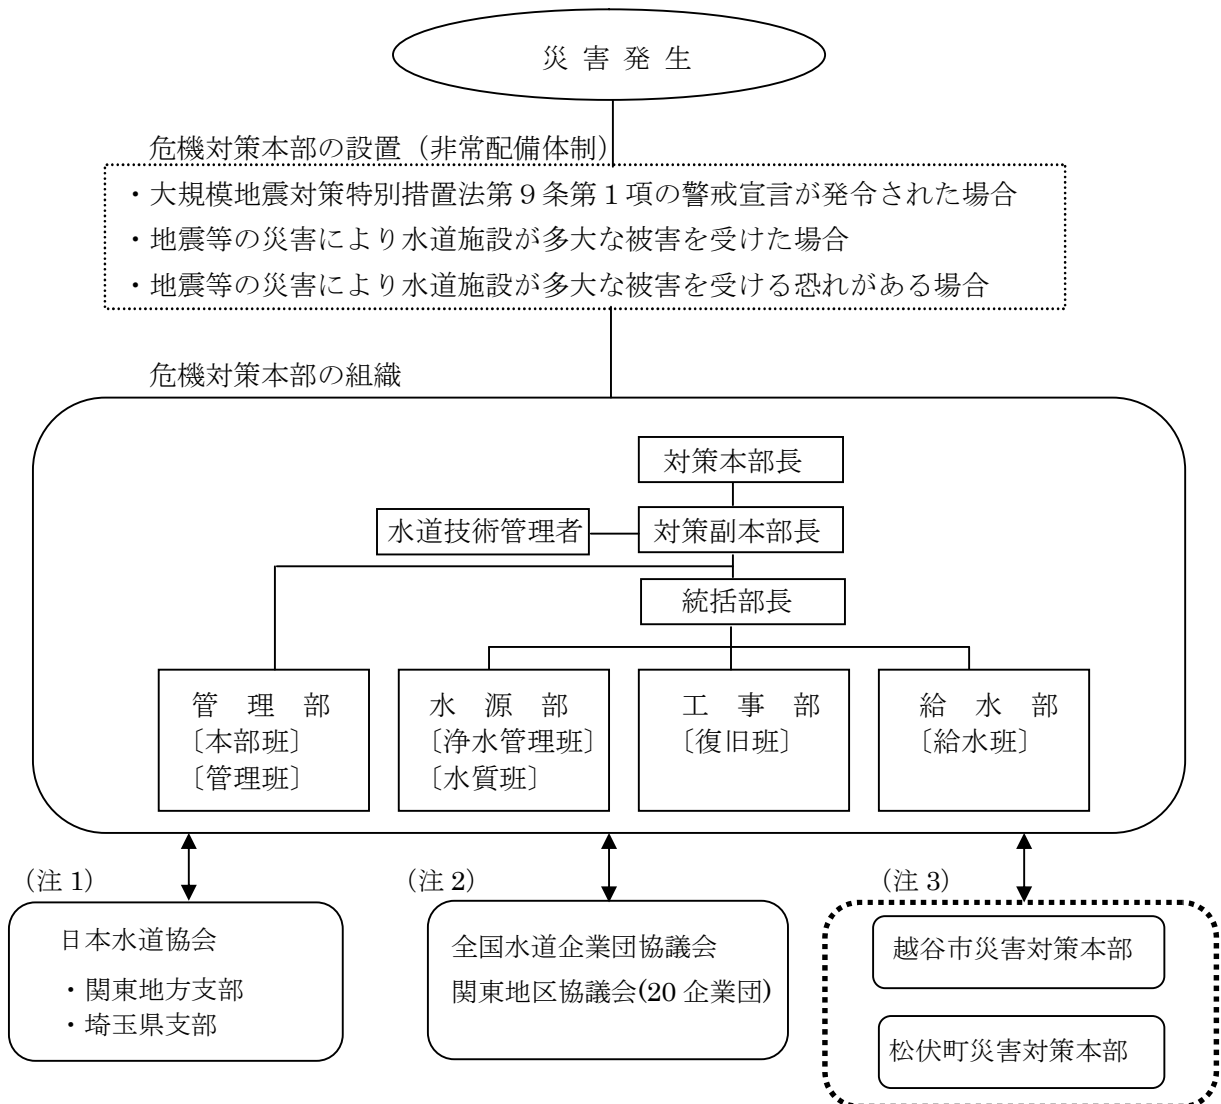 災 害 発 生
危機対策本部の設置（非常配備体制）
・大規模地震対策特別措置法第９条第１項の警戒宣言が発令された場合
・地震等の災害により水道施設が多大な被害を受けた場合
・地震等の災害により水道施設が多大な被害を受ける恐れがある場合
危機対策本部の組織
対策本部長
水道技術管理者
対策副本部長
統括部長
管　理　部
〔本部班〕
〔管理班〕
水　源　部
〔浄水管理班〕
〔水質班〕
工　事　部
〔復旧班〕
給　水　部
〔給水班〕
（注 1）
日本水道協会
・関東地方支部
・埼玉県支部
（注 2）
全国水道企業団協議会
関東地区協議会(20 企業団)
（注 3）
越谷市災害対策本部
松伏町災害対策本部